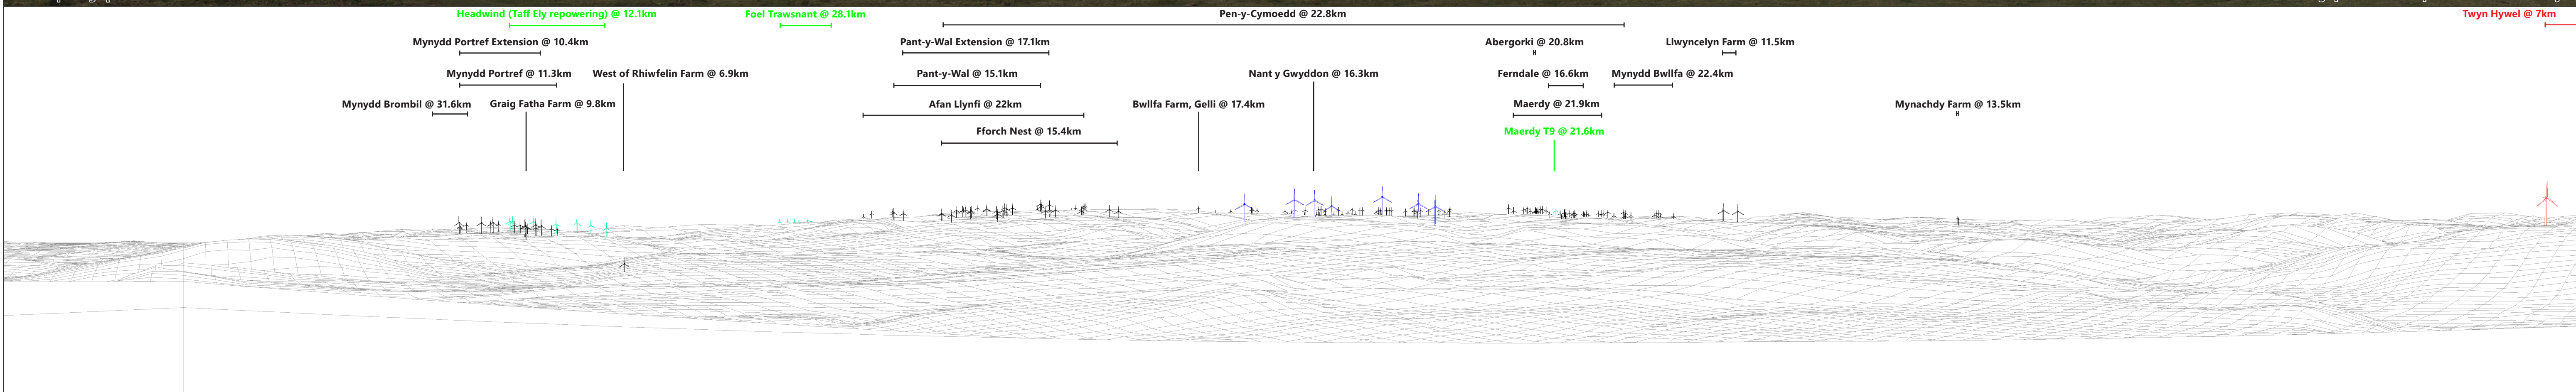 Headwind (Taff Ely repowering) @ 12.1km
Foel Trawsnant @ 28.1km
Pen-y-Cymoedd @ 22.8km
Twyn Hywel @ 7km
Mynydd Portref Extension @ 10.4km
Pant-y-Wal Extension @ 17.1km
Abergorki @ 20.8km
Llwyncelyn Farm @ 11.5km
Mynydd Portref @ 11.3km
West of Rhiwfelin Farm @ 6.9km
Pant-y-Wal @ 15.1km
Nant y Gwyddon @ 16.3km
Ferndale @ 16.6km
Mynydd Bwllfa @ 22.4km
Mynydd Brombil @ 31.6km
Graig Fatha Farm @ 9.8km
Afan Llynfi @ 22km
Bwllfa Farm, Gelli @ 17.4km
Maerdy @ 21.9km
Mynachdy Farm @ 13.5km
Fforch Nest @ 15.4km
Maerdy T9 @ 21.6km